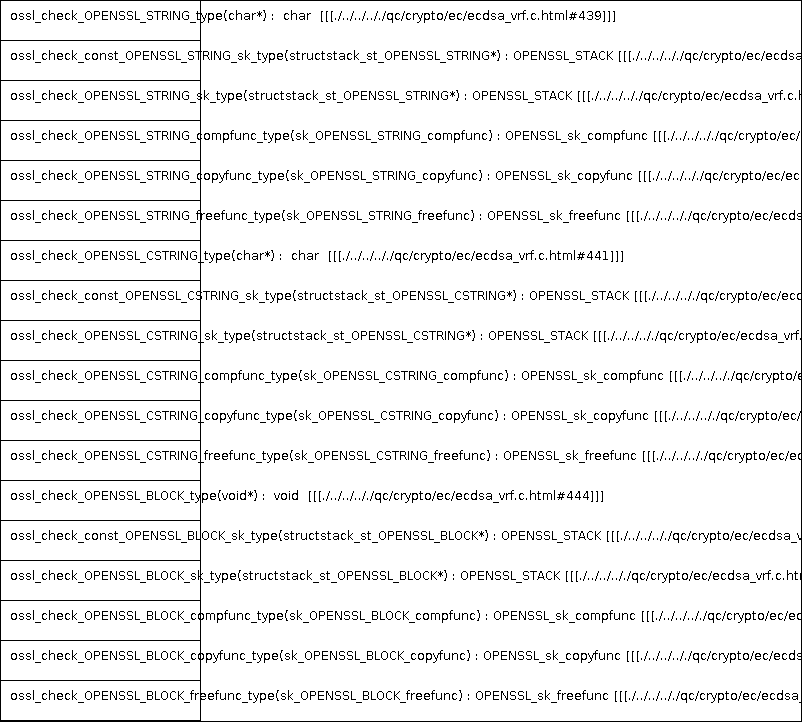 ossl_check_OPENSSL_STRING_type(char*) :  char  [[[./../../../qc/crypto/ec/ecdsa_vrf.c.html#439]]]
ossl_check_const_OPENSSL_STRING_sk_type(structstack_st_OPENSSL_STRING*) : OPENSSL_STACK [[[./../../../qc/crypto/ec/ecdsa
ossl_check_OPENSSL_STRING_sk_type(structstack_st_OPENSSL_STRING*) : OPENSSL_STACK [[[./../../../qc/crypto/ec/ecdsa_vrf.c.h
ossl_check_OPENSSL_STRING_compfunc_type(sk_OPENSSL_STRING_compfunc) : OPENSSL_sk_compfunc [[[./../../../qc/crypto/ec/
ossl_check_OPENSSL_STRING_copyfunc_type(sk_OPENSSL_STRING_copyfunc) : OPENSSL_sk_copyfunc [[[./../../../qc/crypto/ec/e
ossl_check_OPENSSL_STRING_freefunc_type(sk_OPENSSL_STRING_freefunc) : OPENSSL_sk_freefunc [[[./../../../qc/crypto/ec/ecds
ossl_check_OPENSSL_CSTRING_type(char*) :  char  [[[./../../../qc/crypto/ec/ecdsa_vrf.c.html#441]]]
ossl_check_const_OPENSSL_CSTRING_sk_type(structstack_st_OPENSSL_CSTRING*) : OPENSSL_STACK [[[./../../../qc/crypto/ec/ecd
ossl_check_OPENSSL_CSTRING_sk_type(structstack_st_OPENSSL_CSTRING*) : OPENSSL_STACK [[[./../../../qc/crypto/ec/ecdsa_vrf.
ossl_check_OPENSSL_CSTRING_compfunc_type(sk_OPENSSL_CSTRING_compfunc) : OPENSSL_sk_compfunc [[[./../../../qc/crypto/e
ossl_check_OPENSSL_CSTRING_copyfunc_type(sk_OPENSSL_CSTRING_copyfunc) : OPENSSL_sk_copyfunc [[[./../../../qc/crypto/ec/
ossl_check_OPENSSL_CSTRING_freefunc_type(sk_OPENSSL_CSTRING_freefunc) : OPENSSL_sk_freefunc [[[./../../../qc/crypto/ec/ec
ossl_check_OPENSSL_BLOCK_type(void*) :  void  [[[./../../../qc/crypto/ec/ecdsa_vrf.c.html#444]]]
ossl_check_const_OPENSSL_BLOCK_sk_type(structstack_st_OPENSSL_BLOCK*) : OPENSSL_STACK [[[./../../../qc/crypto/ec/ecdsa_v
ossl_check_OPENSSL_BLOCK_sk_type(structstack_st_OPENSSL_BLOCK*) : OPENSSL_STACK [[[./../../../qc/crypto/ec/ecdsa_vrf.c.ht
ossl_check_OPENSSL_BLOCK_compfunc_type(sk_OPENSSL_BLOCK_compfunc) : OPENSSL_sk_compfunc [[[./../../../qc/crypto/ec/e
ossl_check_OPENSSL_BLOCK_copyfunc_type(sk_OPENSSL_BLOCK_copyfunc) : OPENSSL_sk_copyfunc [[[./../../../qc/crypto/ec/ecds
ossl_check_OPENSSL_BLOCK_freefunc_type(sk_OPENSSL_BLOCK_freefunc) : OPENSSL_sk_freefunc [[[./../../../qc/crypto/ec/ecdsa